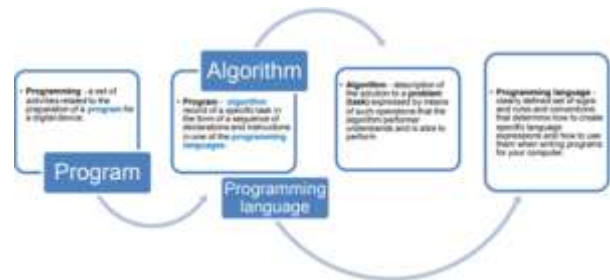 • Programming - a set of
activities related to the
preparation of a program for
a digital device.
Program
Algorithm
• Program - algorithm
record of a specific task in
the form of a sequence of
declarations and instructions
in one of the programming
languages.
Programming
language
• Algorithm - description of
the solution to a problem
(task) expressed by means
of such operations that the
algorithm performer
understands and is able to
perform
• Programming language -
clearly defined set of signs
and rules and conventions
that determine how to create
specific language
expressions and how to use
them when writing programs
for your computer.